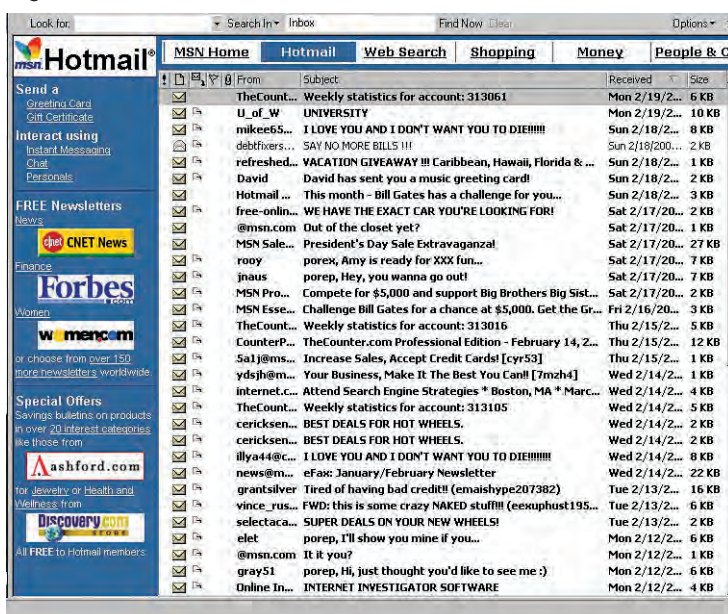 Look for: Search In Inbox Find Now Clear Options
msn Hotmail®
MSN Home Hotmail Web Search Shopping Money People & C
Send a
Greeting Card
Gift Certificate
Interact using
Instant Messaging
Chat
Personals
FREE Newsletters
News
cnet CNET News
Finance
Forbes.com
Women
women.com
or choose from over 150
more newsletters worldwide
Special Offers
Savings bulletins on products
in over 20 interest categories
like those from
Ashford.com
for Jewelry or Health and
Wellness from
Discovery.com
STORE
All FREE to Hotmail members
! From Subject Received Size
TheCount... Weekly statistics for account: 313061 Mon 2/19/2... 6 KB
U_of_W UNIVERSITY Mon 2/19/2... 10 KB
mikee65... I LOVE YOU AND I DON'T WANT YOU TO DIE!!!!!! Sun 2/18/2... 8 KB
debtfixers... SAY NO MORE BILLS !!! Sun 2/18/200... 2 KB
refreshed... VACATION GIVEAWAY !!! Caribbean, Hawaii, Florida & ... Sun 2/18/2... 1 KB
David David has sent you a music greeting card! Sun 2/18/2... 2 KB
Hotmail ... This month - Bill Gates has a challenge for you... Sun 2/18/2... 3 KB
free-onlin... WE HAVE THE EXACT CAR YOU'RE LOOKING FOR! Sat 2/17/20... 2 KB
@msn.com Out of the closet yet? Sat 2/17/20... 1 KB
MSN Sale... President's Day Sale Extravaganza! Sat 2/17/20... 27 KB
rooy porex, Amy is ready for XXX fun... Sat 2/17/20... 7 KB
jnaus porep, Hey, you wanna go out! Sat 2/17/20... 7 KB
MSN Pro... Compete for $5,000 and support Big Brothers Big Sist... Sat 2/17/20... 2 KB
MSN Esse... Challenge Bill Gates for a chance at $5,000. Get the Gr... Fri 2/16/20... 3 KB
TheCount... Weekly statistics for account: 313016 Thu 2/15/2... 5 KB
CounterP... TheCounter.com Professional Edition - February 14, 2... Thu 2/15/2... 12 KB
5a1j@ms... Increase Sales, Accept Credit Cards! [cyr53] Thu 2/15/2... 1 KB
ydsjh@m... Your Business, Make It The Best You Can!! [7mzh4] Wed 2/14/2... 1 KB
internet.c... Attend Search Engine Strategies * Boston, MA * Marc... Wed 2/14/2... 4 KB
TheCount... Weekly statistics for account: 313105 Wed 2/14/2... 5 KB
cericksen... BEST DEALS FOR HOT WHEELS. Wed 2/14/2... 2 KB
cericksen... BEST DEALS FOR HOT WHEELS. Wed 2/14/2... 2 KB
illya44@c... I LOVE YOU AND I DON'T WANT YOU TO DIE!!!!!!!! Wed 2/14/2... 8 KB
news@m... eFax: January/February Newsletter Wed 2/14/2... 22 KB
grantsilver Tired of having bad credit!! (emaishype207382) Tue 2/13/2... 16 KB
vince_rus... FWD: this is some crazy NAKED stuff!!! (eexuphust195... Tue 2/13/2... 6 KB
selectaca... SUPER DEALS ON YOUR NEW WHEELS! Tue 2/13/2... 2 KB
elet porep, I'll show you mine if you... Mon 2/12/2... 6 KB
@msn.com It it you? Mon 2/12/2... 1 KB
gray51 porep, Hi, just thought you'd like to see me :) Mon 2/12/2... 6 KB
Online In... INTERNET INVESTIGATOR SOFTWARE Mon 2/12/2... 4 KB